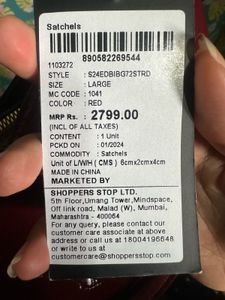 Satchels
1103272
890582269544
STYLE : S24EDBIBG72STRD
SIZE : LARGE
MC CODE : 1041
COLOR : RED
MRP Rs. : 2799.00
(INCL OF ALL TAXES)
CONTENT : 1 Unit
PCKD ON : 01/2024
COMMODITY : Satchels
Unit of L/W/H ( CMS ) 6cmx2cmx4cm
MADE IN CHINA
MARKETED BY
SHOPPERS STOP LTD.
5th Floor,Umang Tower,Mindspace,
Off link road, Malad (W), Mumbai,
Maharashtra - 400064
For any query, please contact our
customer care associate at above
address or call us at 18004196648
or email us at
customercare@shoppersstop.com